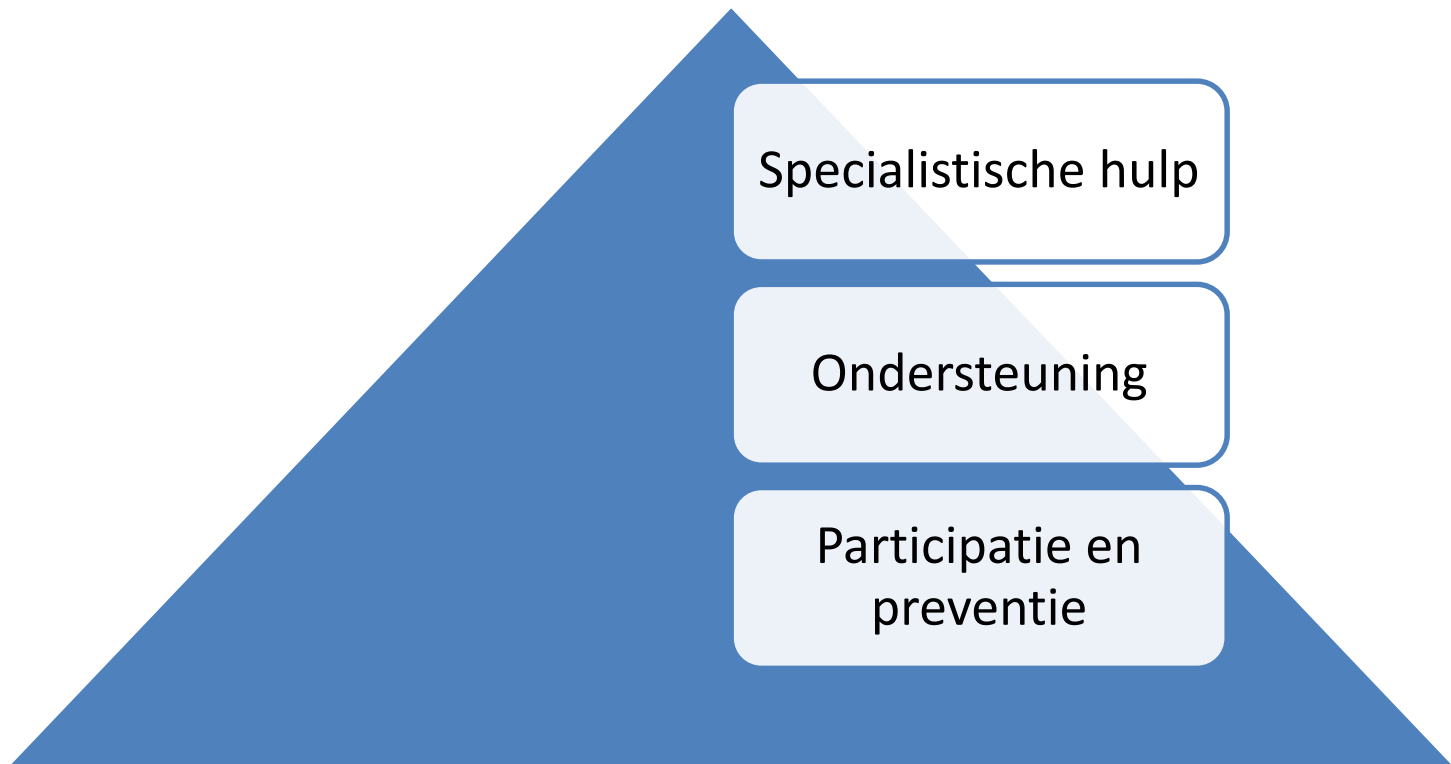 Specialistische hulp
Ondersteuning
Participatie en
preventie